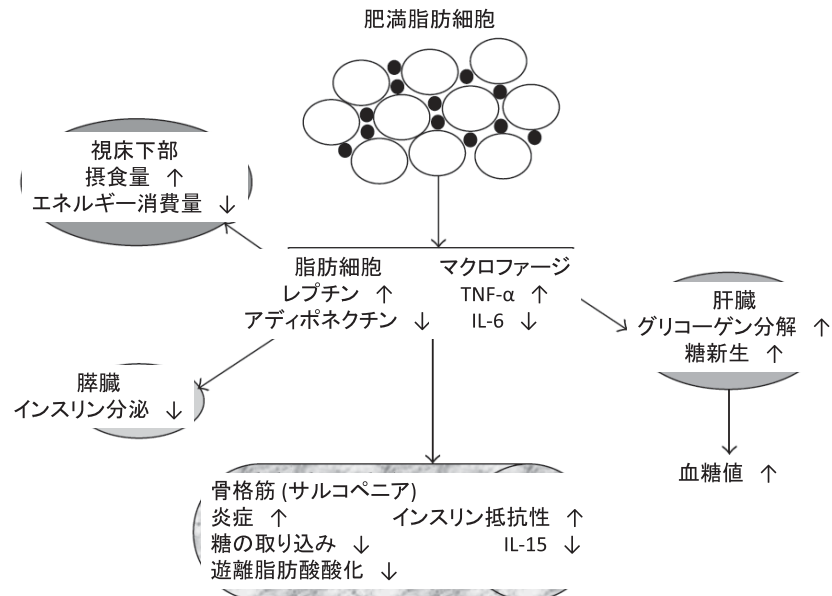 肥満脂肪細胞
視床下部
摂食量 ↑
エネルギー消費量 ↓
脂肪細胞
レプチン ↑
アディポネクチン ↓
マクロファージ
TNF-α ↑
IL-6 ↓
肝臓
グリコーゲン分解 ↑
糖新生 ↑
膵臓
インスリン分泌 ↓
血糖値 ↑
骨格筋 (サルコペニア)
炎症 ↑ インスリン抵抗性 ↑
糖の取り込み ↓ IL-15 ↓
遊離脂肪酸酸化 ↓